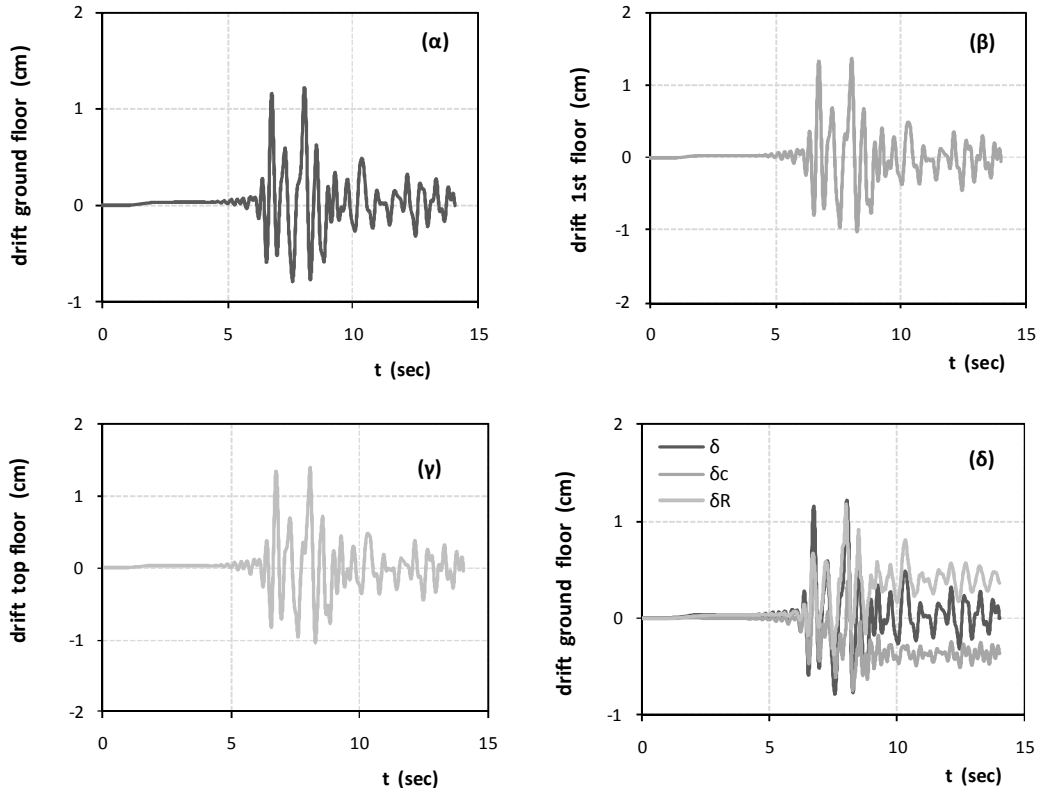 drift ground floor (cm)
2
1
0
-1
(α)
0
5
10
15
t (sec)
drift 1st floor (cm)
2
1
0
-1
-2
(β)
0
5
10
15
t (sec)
drift top floor (cm)
2
1
0
-1
-2
(γ)
0
5
10
15
t (sec)
drift ground floor (cm)
2
1
0
-1
δ
δc
δR
(δ)
0
5
10
15
t (sec)